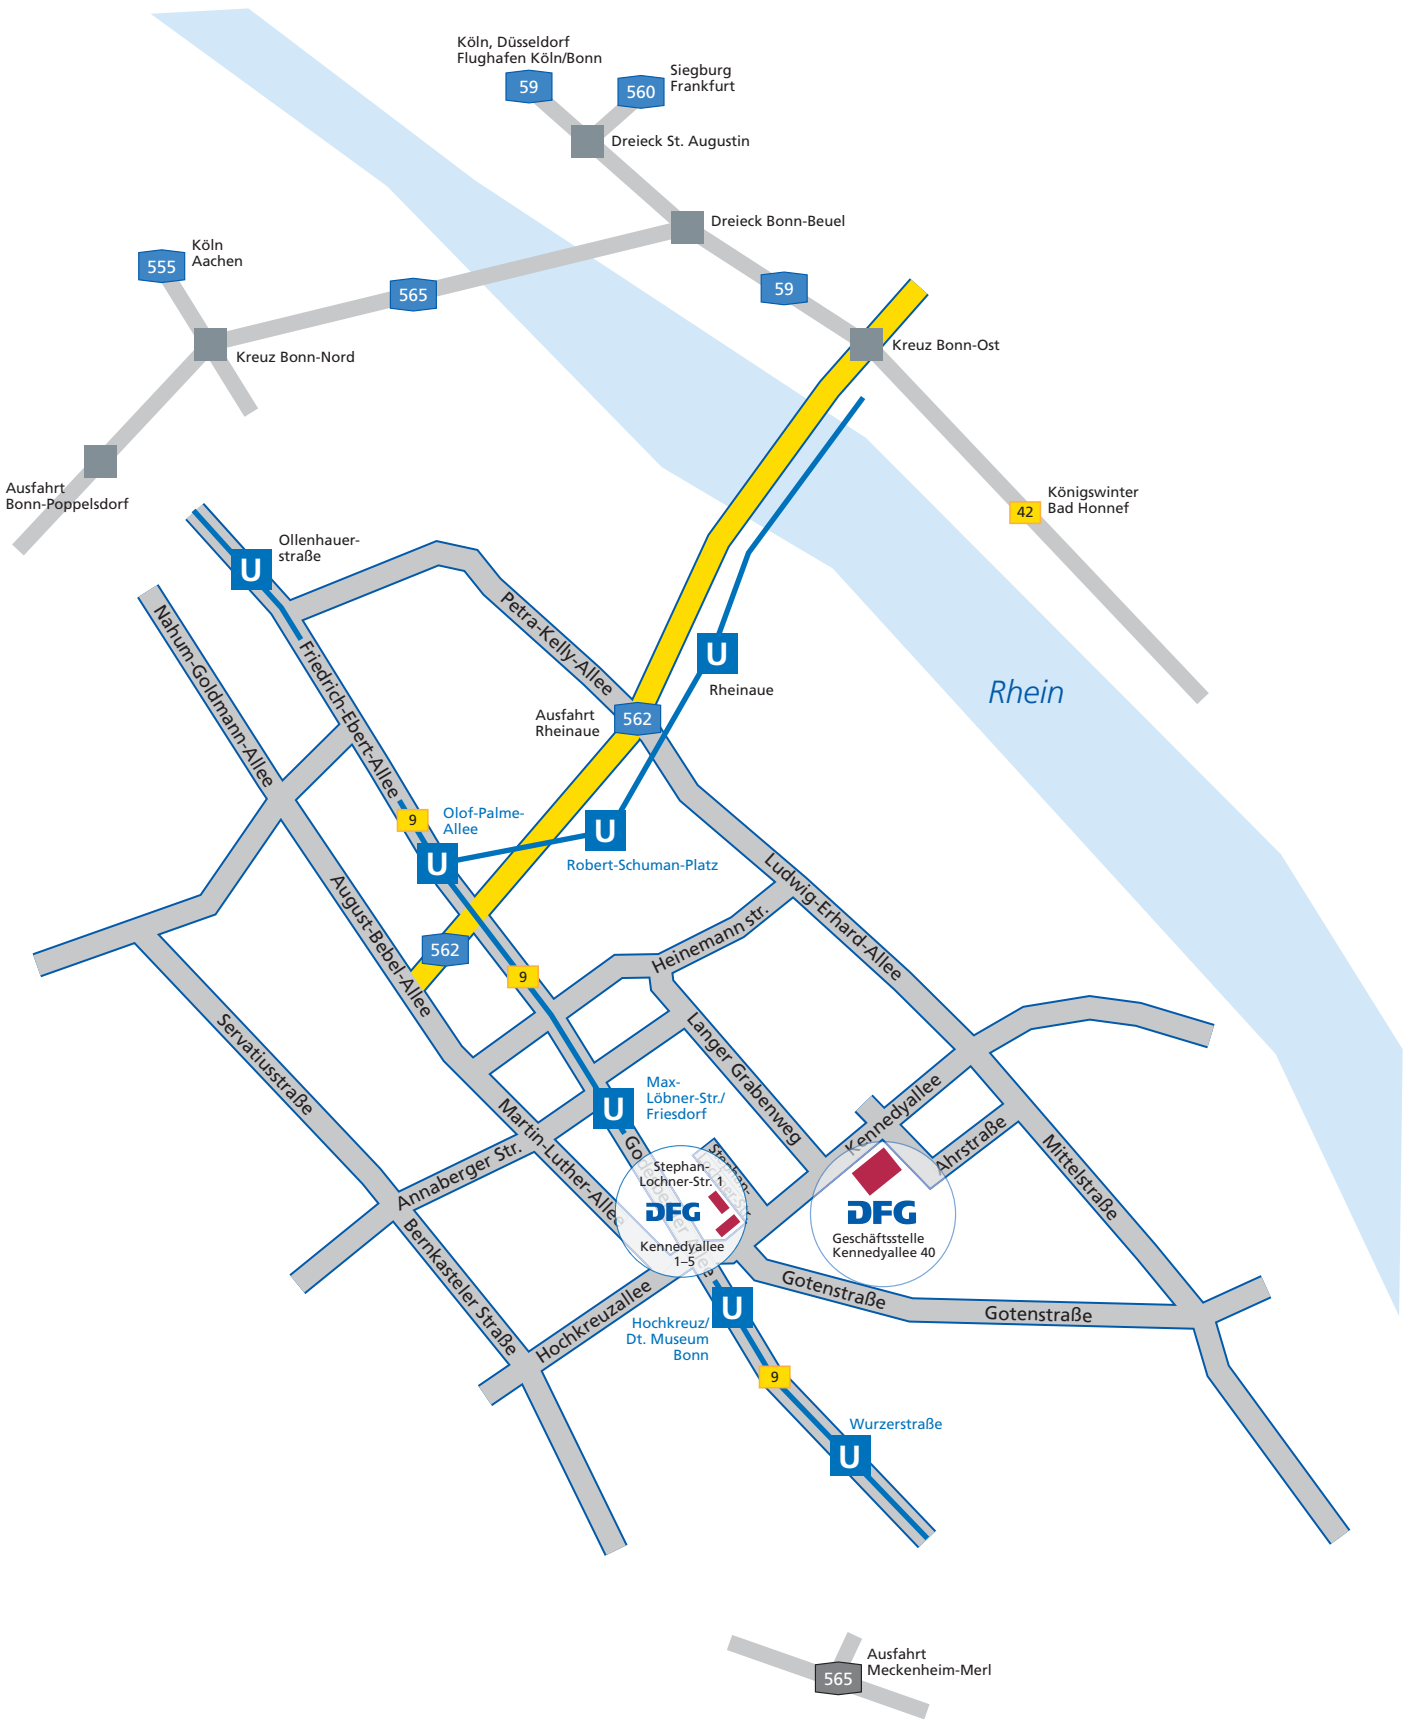 Köln, Düsseldorf
Flughafen Köln/Bonn
59
560
Siegburg
Frankfurt
Dreieck St. Augustin
Dreieck Bonn-Beuel
555
Köln
Aachen
565
59
Kreuz Bonn-Nord
Kreuz Bonn-Ost
Ausfahrt
Bonn-Poppelsdorf
42
Königswinter
Bad Honnef
U
Ollenhauer-
straße
Nahum-Goldmann-Allee
Friedrich-Ebert-Allee
Petra-Kelly-Allee
U
Rheinaue
Rhein
Ausfahrt
Rheinaue
562
9
Olof-Palme-
Allee
U
U
Robert-Schuman-Platz
August-Bebel-Allee
Ludwig-Erhard-Allee
562
9
Heinemann str.
Servatiusstraße
Langer Grabenweg
Max-
Löbner-Str./
Friesdorf
U
Kennedyallee
Ahrstraße
Mittelstraße
Martin-Luther-Allee
Annaberger Str.
Godesberger Allee
Stephan-
Lochner-Str.
Stephan-
Lochner-Str. 1
DFG
Kennedyallee
1–5
DFG
Geschäftsstelle
Kennedyallee 40
Bernkasteler Straße
Hochkreuzallee
Gotenstraße
Gotenstraße
U
Hochkreuz/
Dt. Museum
Bonn
9
Wurzerstraße
U
565
Ausfahrt
Meckenheim-Merl